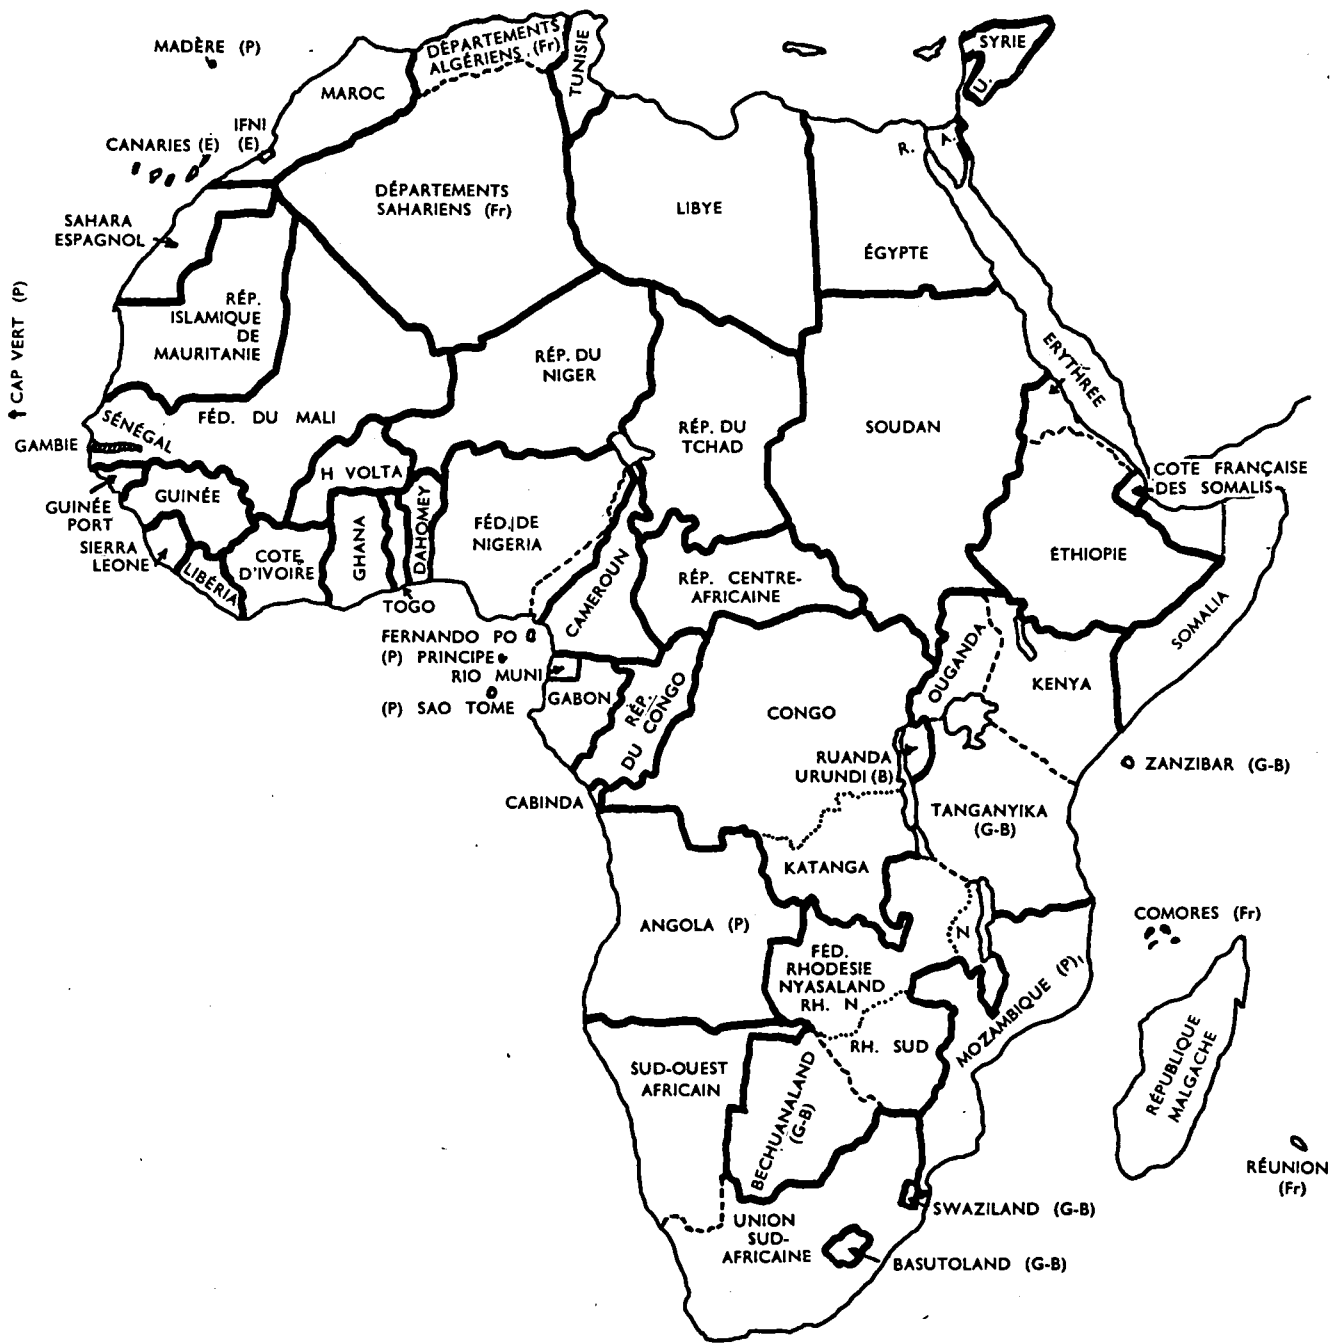 MADÈRE (P)
DÉPARTEMENTS
ALGÉRIENS (Fr)
TUNISIE
SYRIE
U.
MAROC
IFNI
(E)
CANARIES (E)
R.
A.
DÉPARTEMENTS
SAHARIENS (Fr)
LIBYE
ÉGYPTE
SAHARA
ESPAGNOL
CAP VERT (P)
RÉP.
ISLAMIQUE
DE
MAURITANIE
RÉP. DU
NIGER
ERYTHRÉE
SÉNÉGAL
FÉD. DU MALI
RÉP. DU
TCHAD
SOUDAN
GAMBIE
H VOLTA
COTE FRANÇAISE
DES SOMALIS
GUINÉE
PORT
GUINÉE
SIERRA
LEONE
LIBÉRIA
COTE
D'IVOIRE
GHANA
DAHOMEY
FÉD. DE
NIGERIA
ÉTHIOPIE
TOGO
CAMEROUN
RÉP. CENTRE-
AFRICAINE
SOMALIA
FERNANDO PO
(P) PRINCIPE
RIO MUNI
(P) SAO TOME
GABON
RÉP.
DU CONGO
CONGO
OUGANDA
KENYA
RUANDA
URUNDI (B)
ZANZIBAR (G-B)
CABINDA
TANGANYIKA
(G-B)
KATANGA
ANGOLA (P)
COMORES (Fr)
N
FÉD.
RHODESIE
NYASALAND
RH. N
MOZAMBIQUE (P)
RH. SUD
SUD-OUEST
AFRICAIN
BECHUANALAND
(G-B)
RÉPUBLIQUE
MALGACHE
RÉUNION
(Fr)
SWAZILAND (G-B)
UNION
SUD-
AFRICAINE
BASUTOLAND (G-B)